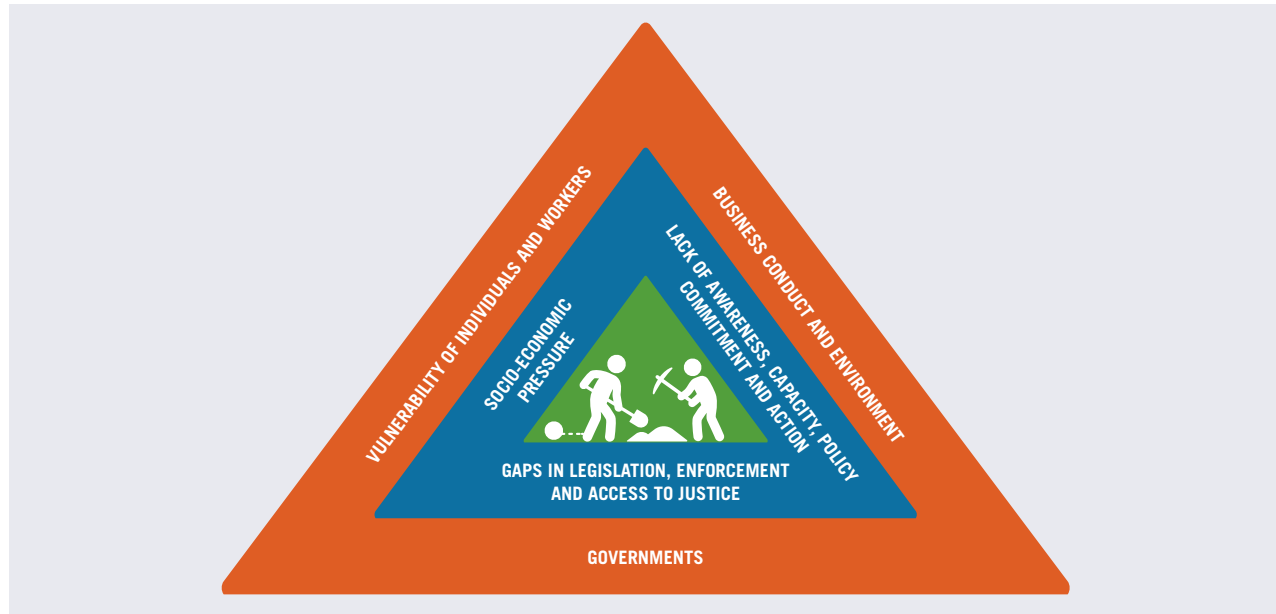 VULNERABILITY OF INDIVIDUALS AND WORKERS
BUSINESS CONDUCT AND ENVIRONMENT
SOCIO-ECONOMIC
PRESSURE
LACK OF AWARENESS, CAPACITY, POLICY
COMMITMENT AND ACTION
GAPS IN LEGISLATION, ENFORCEMENT
AND ACCESS TO JUSTICE
GOVERNMENTS